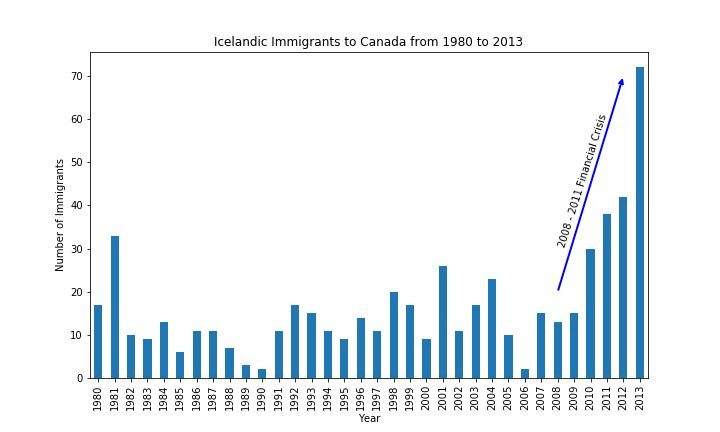 Icelandic Immigrants to Canada from 1980 to 2013
70
60
50
40
30
20
10
0
Number of Immigrants
2008 - 2011 Financial Crisis
1980 1981 1982 1983 1984 1985 1986 1987 1988 1989 1990 1991 1992 1993 1994 1995 1996 1997 1998 1999 2000 2001 2002 2003 2004 2005 2006 2007 2008 2009 2010 2011 2012 2013
Year